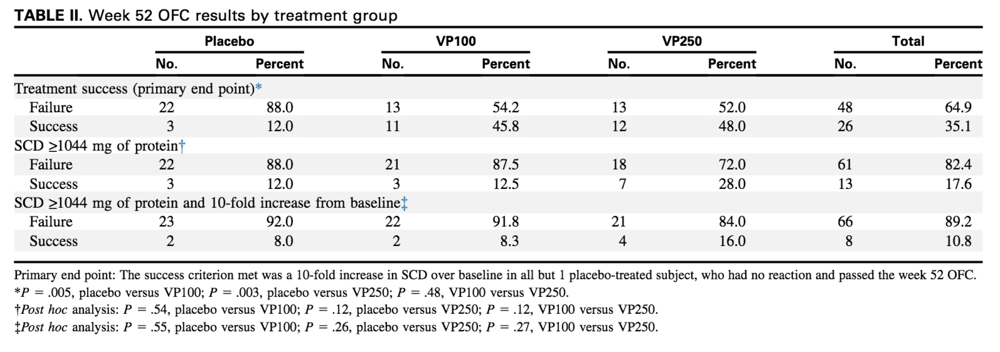 TABLE II. Week 52 OFC results by treatment group
Placebo VP100 VP250 Total
No. Percent No. Percent No. Percent No. Percent
Treatment success (primary end point)*
Failure 22 88.0 13 54.2 13 52.0 48 64.9
Success 3 12.0 11 45.8 12 48.0 26 35.1
SCD ≥1044 mg of protein†
Failure 22 88.0 21 87.5 18 72.0 61 82.4
Success 3 12.0 3 12.5 7 28.0 13 17.6
SCD ≥1044 mg of protein and 10-fold increase from baseline‡
Failure 23 92.0 22 91.8 21 84.0 66 89.2
Success 2 8.0 2 8.3 4 16.0 8 10.8
Primary end point: The success criterion met was a 10-fold increase in SCD over baseline in all but 1 placebo-treated subject, who had no reaction and passed the week 52 OFC.
*P = .005, placebo versus VP100; P = .003, placebo versus VP250; P = .48, VP100 versus VP250.
†Post hoc analysis: P = .54, placebo versus VP100; P = .12, placebo versus VP250; P = .12, VP100 versus VP250.
‡Post hoc analysis: P = .55, placebo versus VP100; P = .26, placebo versus VP250; P = .27, VP100 versus VP250.